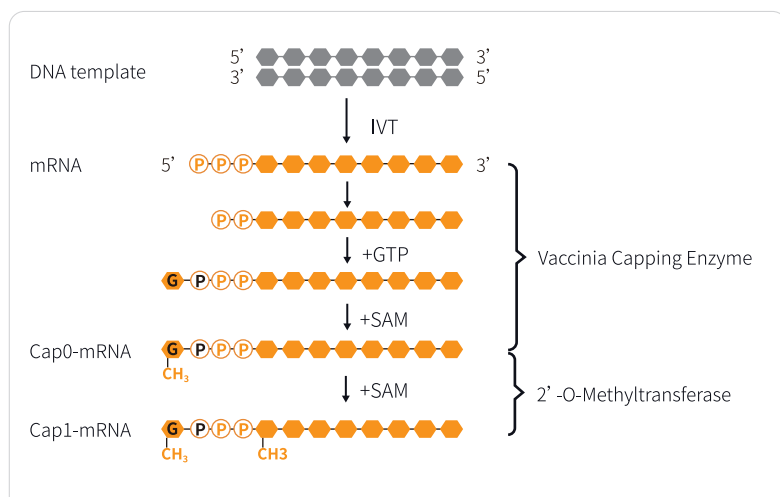 5’ 3’
DNA template
3’ 5’
IVT
mRNA 5’ P P P 3’
P P
+GTP
G P P P
Vaccinia Capping Enzyme
+SAM
Cap0-mRNA G P P P
CH3
+SAM
2’ -O-Methyltransferase
Cap1-mRNA G P P P
CH3 CH3